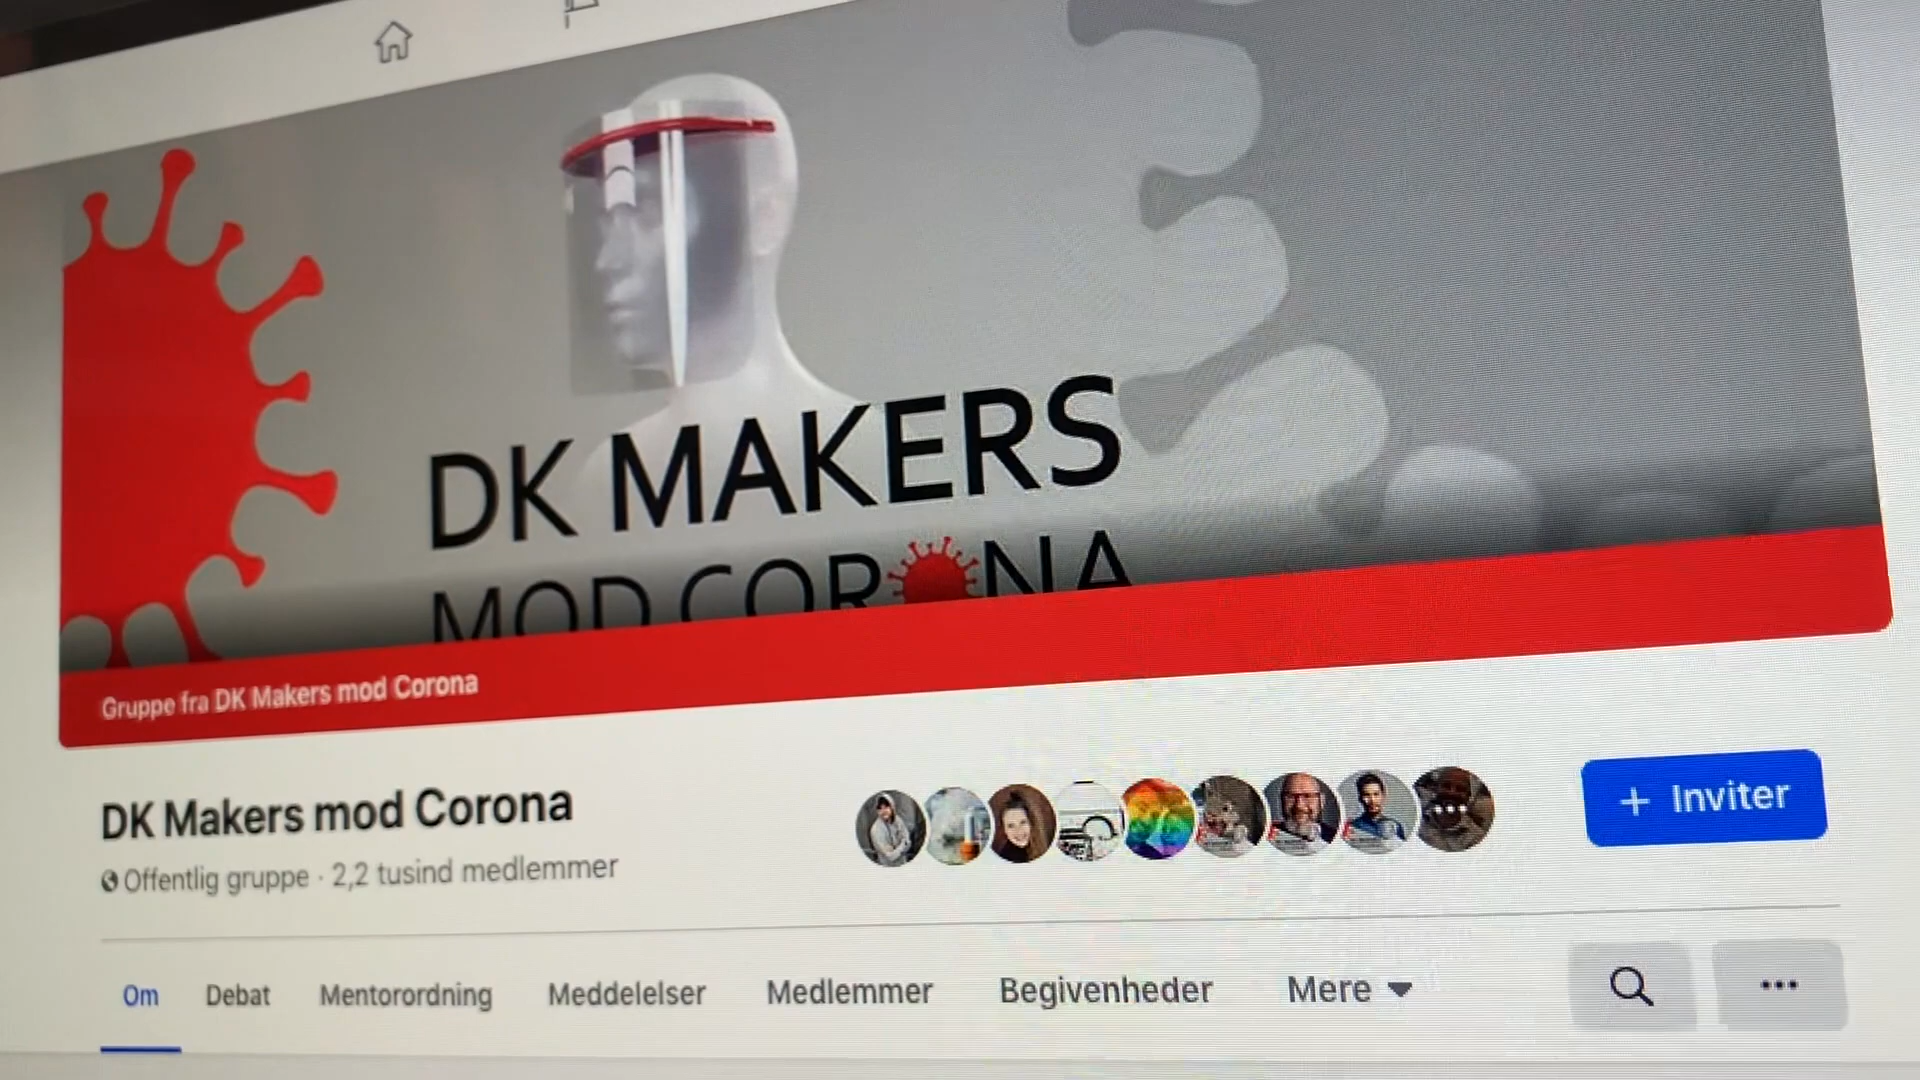 DK MAKERS
MOD CORONA
Gruppe fra DK Makers mod Corona
DK Makers mod Corona
Offentlig gruppe · 2,2 tusind medlemmer
+ Inviter
Om Debat Mentorordning Meddelelser Medlemmer Begivenheder Mere